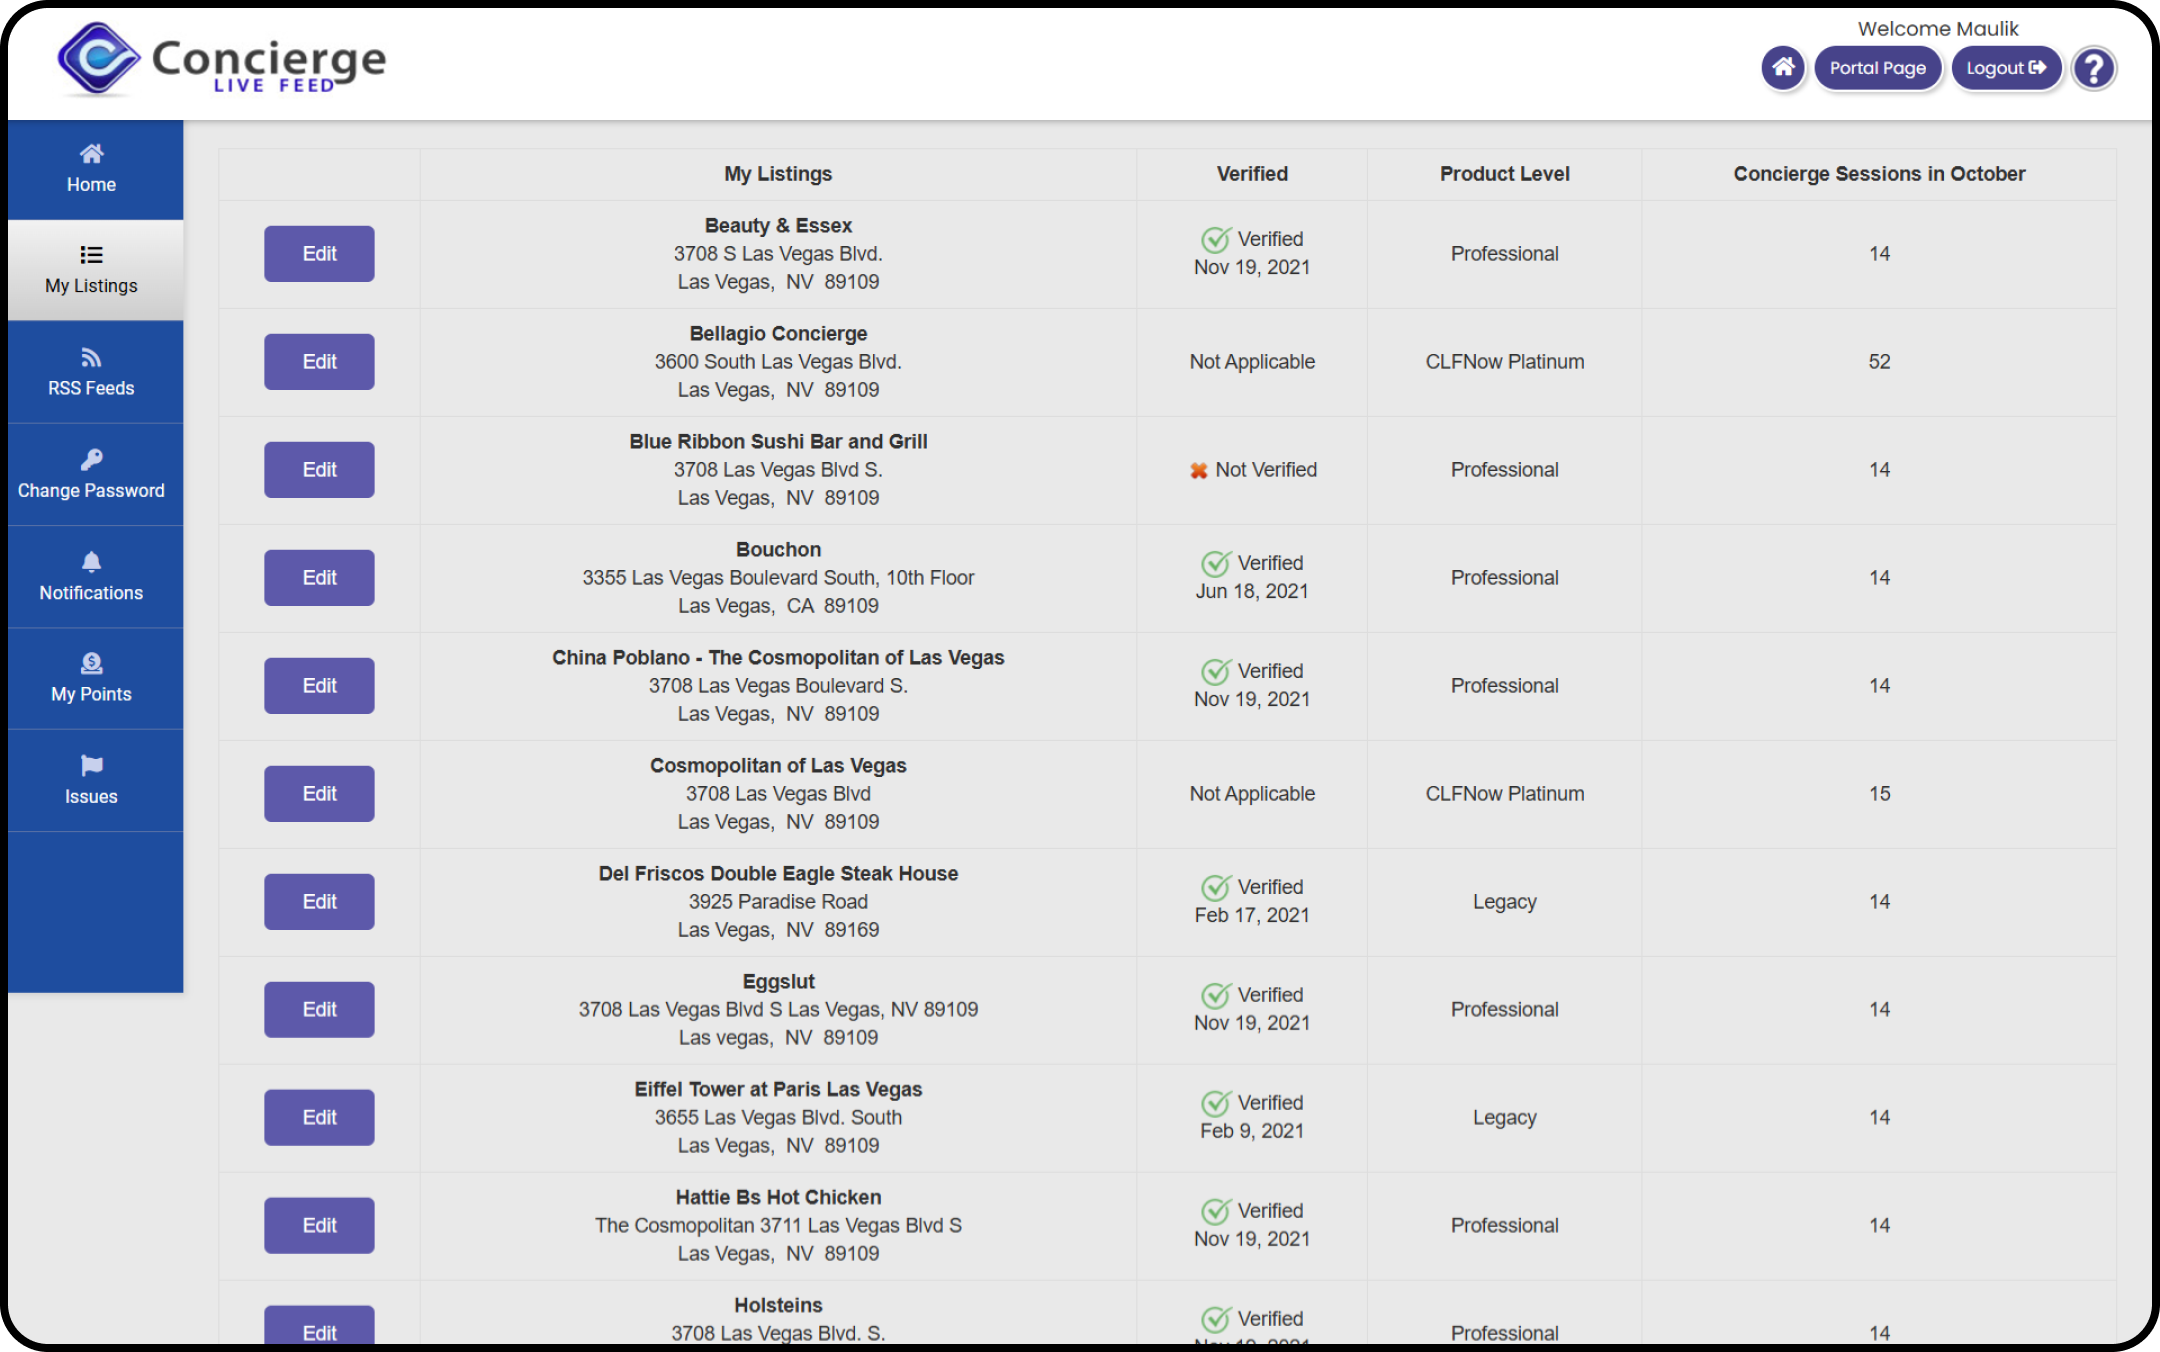 Concierge
LIVE FEED
Welcome Maulik
Portal Page
Logout
?
Home
My Listings
RSS Feeds
Change Password
Notifications
My Points
Issues
My Listings Verified Product Level Concierge Sessions in October
Edit
Beauty & Essex
3708 S Las Vegas Blvd.
Las Vegas, NV 89109
Verified
Nov 19, 2021
Professional
14
Edit
Bellagio Concierge
3600 South Las Vegas Blvd.
Las Vegas, NV 89109
Not Applicable
CLFNow Platinum
52
Edit
Blue Ribbon Sushi Bar and Grill
3708 Las Vegas Blvd S.
Las Vegas, NV 89109
Not Verified
Professional
14
Edit
Bouchon
3355 Las Vegas Boulevard South, 10th Floor
Las Vegas, CA 89109
Verified
Jun 18, 2021
Professional
14
Edit
China Poblano - The Cosmopolitan of Las Vegas
3708 Las Vegas Boulevard S.
Las Vegas, NV 89109
Verified
Nov 19, 2021
Professional
14
Edit
Cosmopolitan of Las Vegas
3708 Las Vegas Blvd
Las Vegas, NV 89109
Not Applicable
CLFNow Platinum
15
Edit
Del Friscos Double Eagle Steak House
3925 Paradise Road
Las Vegas, NV 89169
Verified
Feb 17, 2021
Legacy
14
Edit
Eggslut
3708 Las Vegas Blvd S Las Vegas, NV 89109
Las vegas, NV 89109
Verified
Nov 19, 2021
Professional
14
Edit
Eiffel Tower at Paris Las Vegas
3655 Las Vegas Blvd. South
Las Vegas, NV 89109
Verified
Feb 9, 2021
Legacy
14
Edit
Hattie Bs Hot Chicken
The Cosmopolitan 3711 Las Vegas Blvd S
Las Vegas, NV 89109
Verified
Nov 19, 2021
Professional
14
Edit
Holsteins
3708 Las Vegas Blvd. S.
Verified
Professional
14